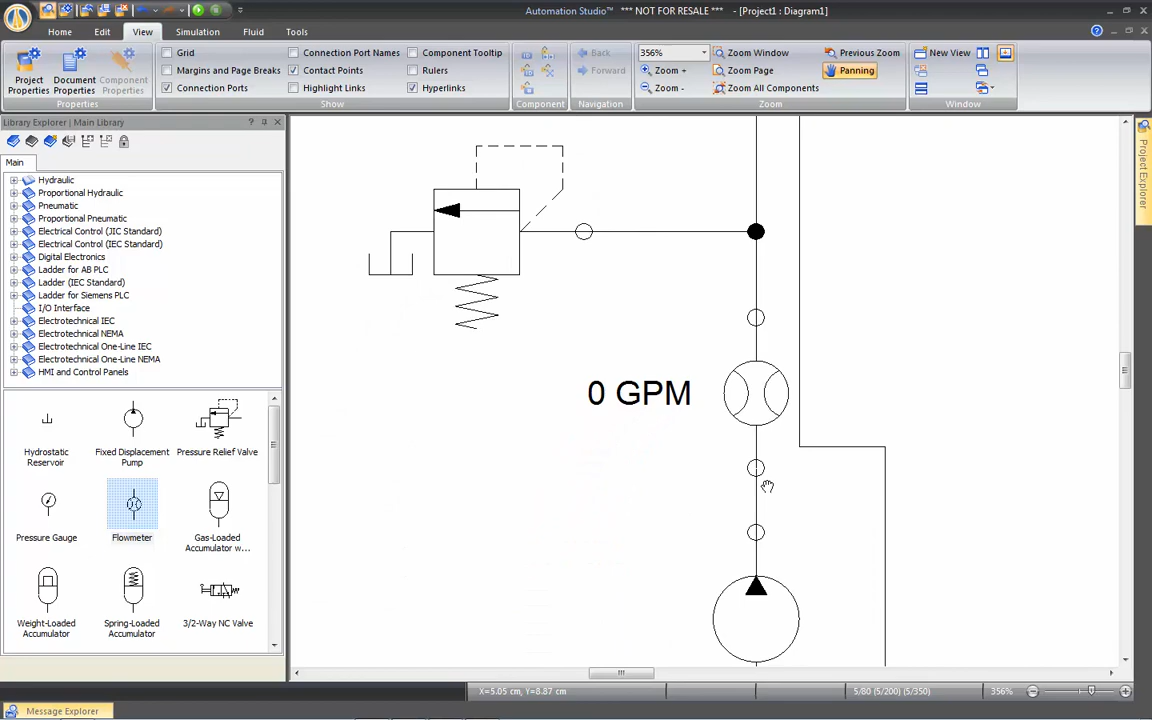 Automation Studio™ *** NOT FOR RESALE *** - [Project1 : Diagram1]
Home Edit View Simulation Fluid Tools
Grid Connection Port Names Component Tooltip 356% Zoom Window Previous Zoom New View
Margins and Page Breaks Contact Points Rulers Zoom + Zoom Page Panning
Connection Ports Highlight Links Hyperlinks Zoom - Zoom All Components
Back
Forward
Project Properties
Document Properties
Component Properties
Properties Show Component Navigation Zoom Window
Library Explorer | Main Library
Main
Hydraulic
Proportional Hydraulic
Pneumatic
Proportional Pneumatic
Electrical Control (JIC Standard)
Electrical Control (IEC Standard)
Digital Electronics
Ladder for AB PLC
Ladder (IEC Standard)
Ladder for Siemens PLC
I/O Interface
Electrotechnical IEC
Electrotechnical NEMA
Electrotechnical One-Line IEC
Electrotechnical One-Line NEMA
HMI and Control Panels
Hydrostatic Reservoir
Fixed Displacement Pump
Pressure Relief Valve
Pressure Gauge
Flowmeter
Gas-Loaded Accumulator w...
Weight-Loaded Accumulator
Spring-Loaded Accumulator
3/2-Way NC Valve
0 GPM
Project Explorer
X=5.05 cm, Y=8.87 cm 5/80 (5/200) (5/350) 356%
Message Explorer